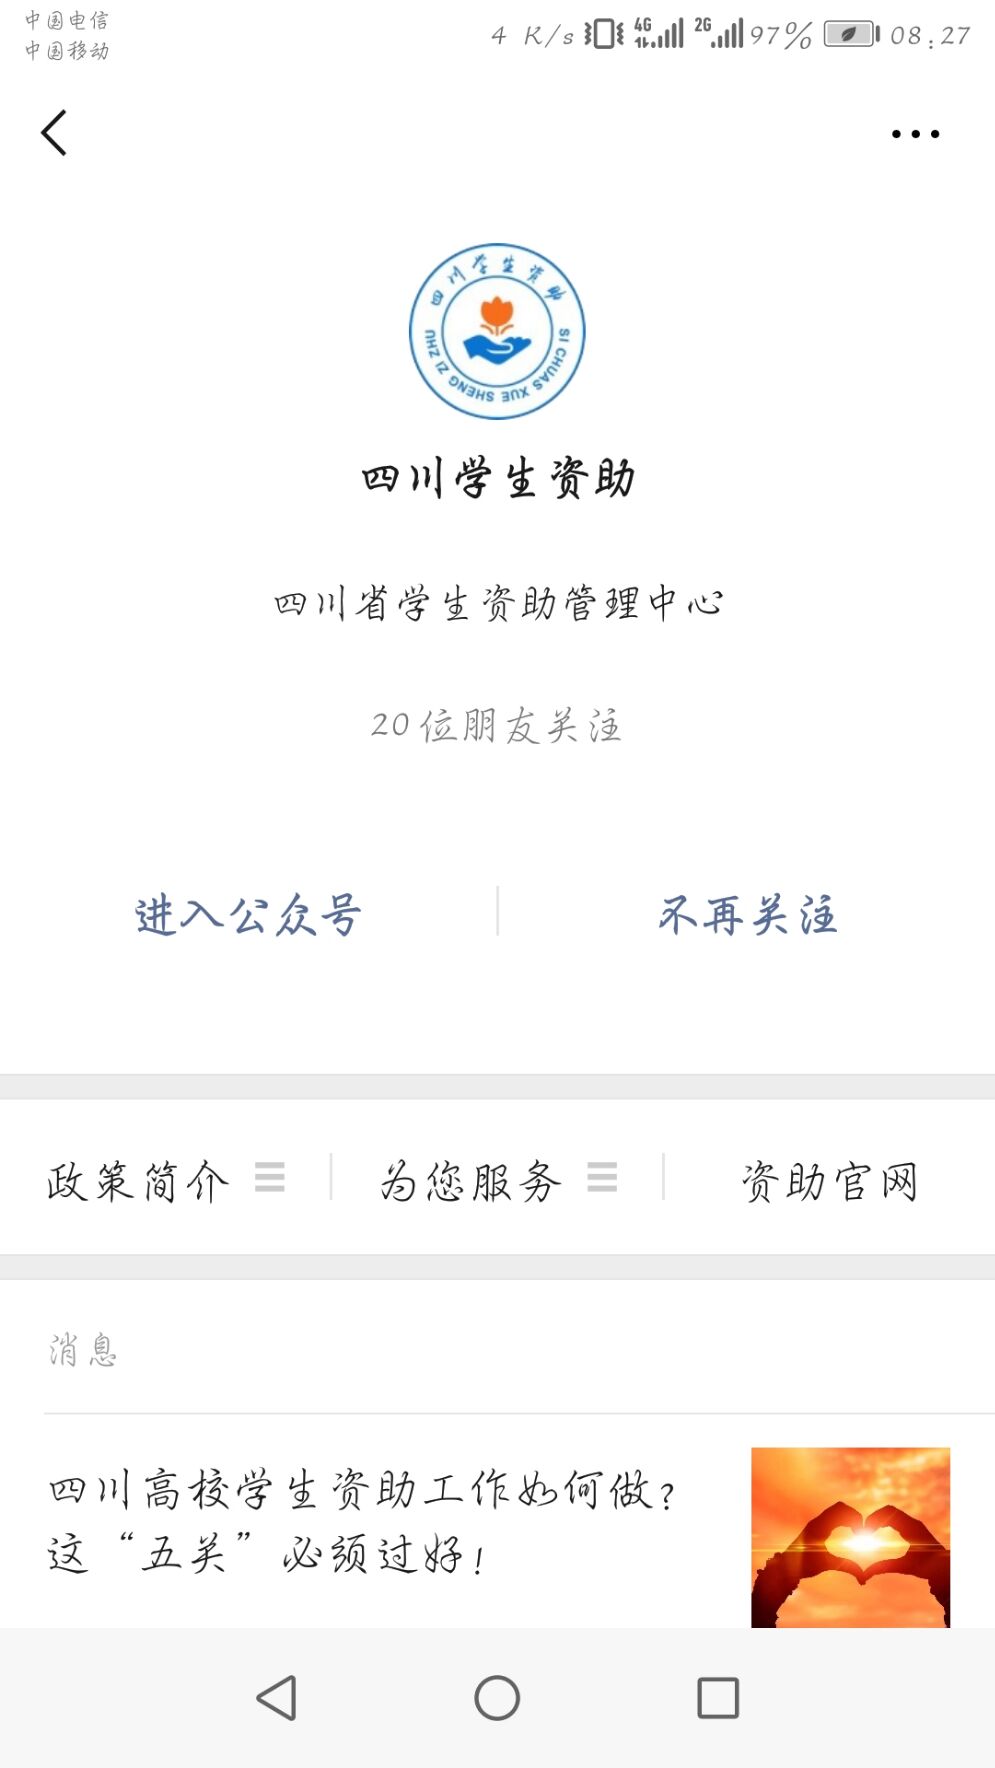 中国电信
中国移动
4 K/s 4G 2G 97% 08:27
四川学生资助
SI CHUAS XUE SHENG ZI ZHU
四川学生资助
四川省学生资助管理中心
20位朋友关注
进入公众号 不再关注
政策简介 为您服务 资助官网
消息
四川高校学生资助工作如何做？
这“五关”必须过好！